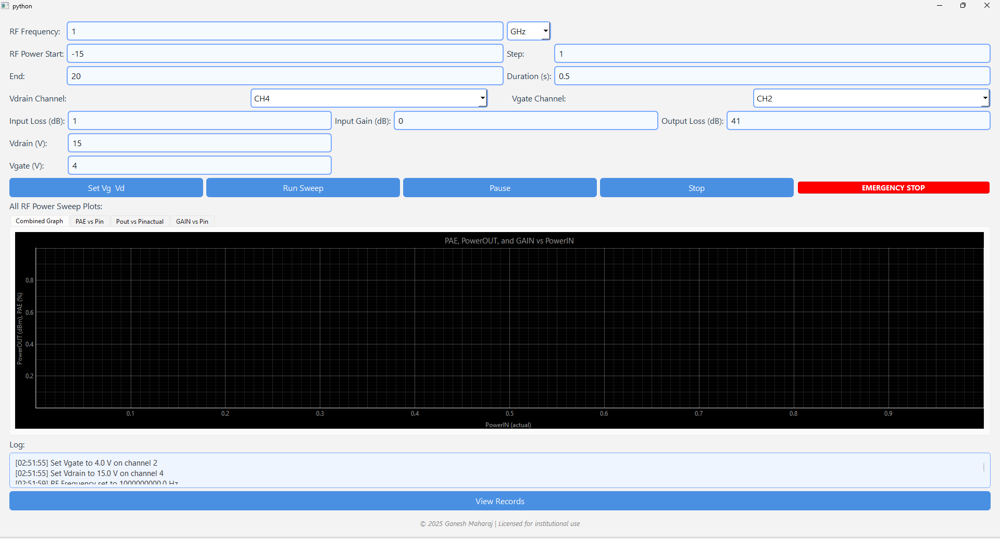 python
RF Frequency: 1 GHz
RF Power Start: -15 Step: 1
End: 20 Duration (s): 0.5
Vdrain Channel: CH4 Vgate Channel: CH2
Input Loss (dB): 1 Input Gain (dB): 0 Output Loss (dB): 41
Vdrain (V): 15
Vgate (V): 4
Set Vg Vd Run Sweep Pause Stop EMERGENCY STOP
All RF Power Sweep Plots:
Combined Graph PAE vs Pin Pout vs Pinactual GAIN vs Pin
PAE, PowerOUT, and GAIN vs PowerIN
PowerOUT (dBm), PAE (%)
0.8
0.6
0.4
0.2
0.1 0.2 0.3 0.4 0.5 0.6 0.7 0.8 0.9
PowerIN (actual)
Log:
[02:51:55] Set Vgate to 4.0 V on channel 2
[02:51:55] Set Vdrain to 15.0 V on channel 4
[02:51:59] RF Frequency set to 1000000000.0 Hz
View Records
© 2025 Ganesh Maharaj | Licensed for institutional use